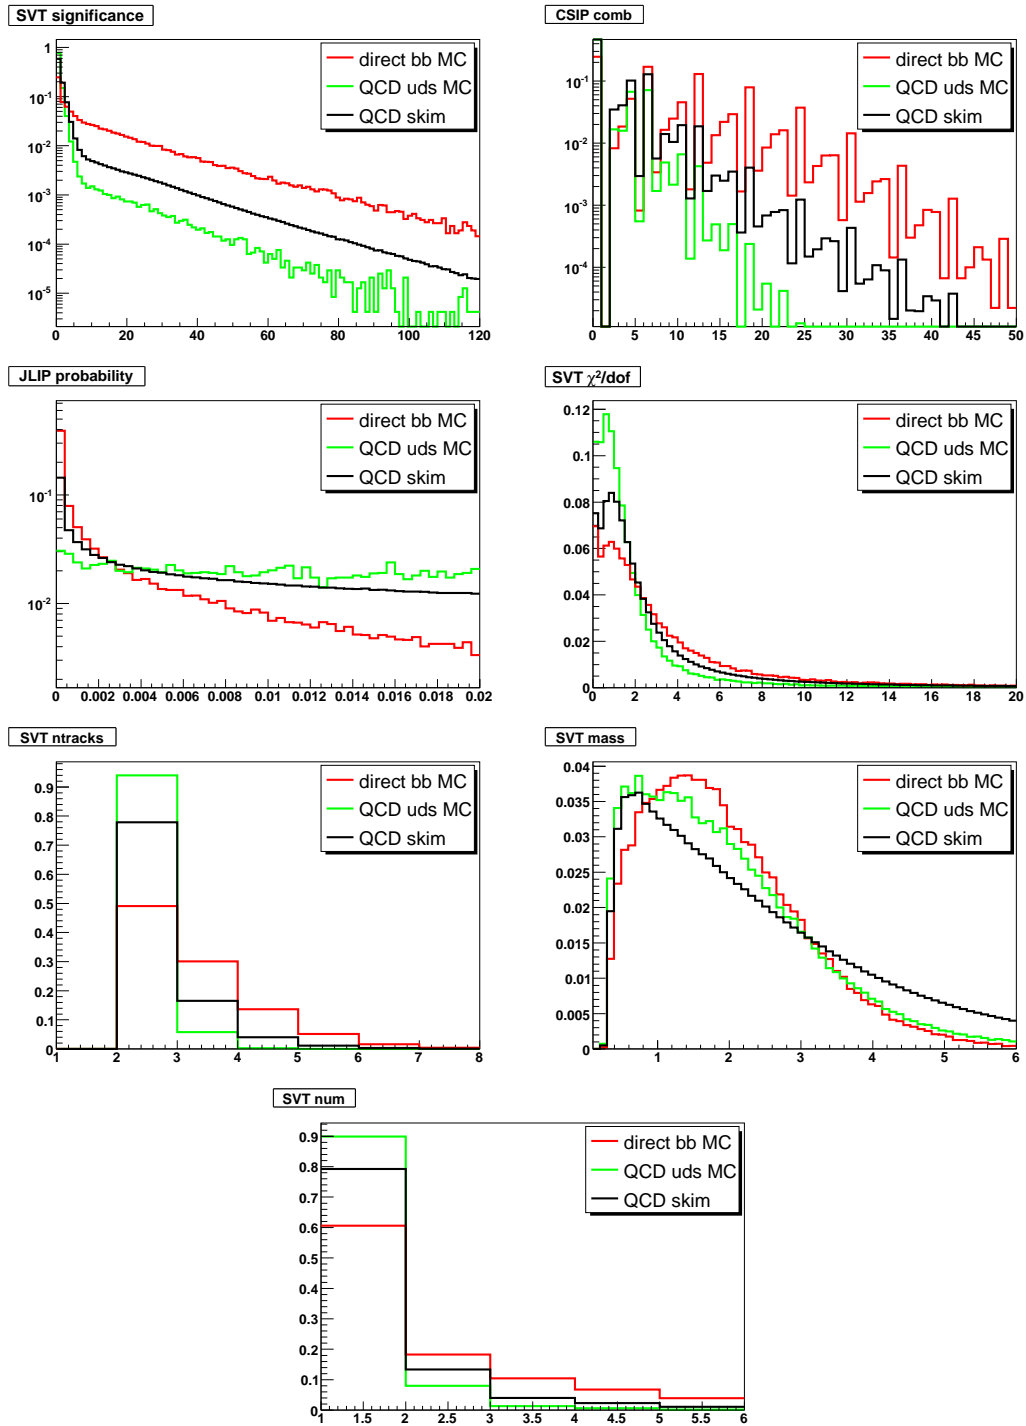 SVT significance
1
10⁻¹
10⁻²
10⁻³
10⁻⁴
10⁻⁵
direct bb MC
QCD uds MC
QCD skim
0 20 40 60 80 100 120
CSIP comb
10⁻¹
10⁻²
10⁻³
10⁻⁴
direct bb MC
QCD uds MC
QCD skim
0 5 10 15 20 25 30 35 40 45 50
JLIP probability
10⁻¹
10⁻²
direct bb MC
QCD uds MC
QCD skim
0 0.002 0.004 0.006 0.008 0.01 0.012 0.014 0.016 0.018 0.02
SVT χ²/dof
0.12
0.1
0.08
0.06
0.04
0.02
0
direct bb MC
QCD uds MC
QCD skim
0 2 4 6 8 10 12 14 16 18 20
SVT ntracks
0.9
0.8
0.7
0.6
0.5
0.4
0.3
0.2
0.1
0
direct bb MC
QCD uds MC
QCD skim
1 2 3 4 5 6 7 8
SVT mass
0.04
0.035
0.03
0.025
0.02
0.015
0.01
0.005
0
direct bb MC
QCD uds MC
QCD skim
1 2 3 4 5 6
SVT num
0.9
0.8
0.7
0.6
0.5
0.4
0.3
0.2
0.1
0
direct bb MC
QCD uds MC
QCD skim
1 1.5 2 2.5 3 3.5 4 4.5 5 5.5 6